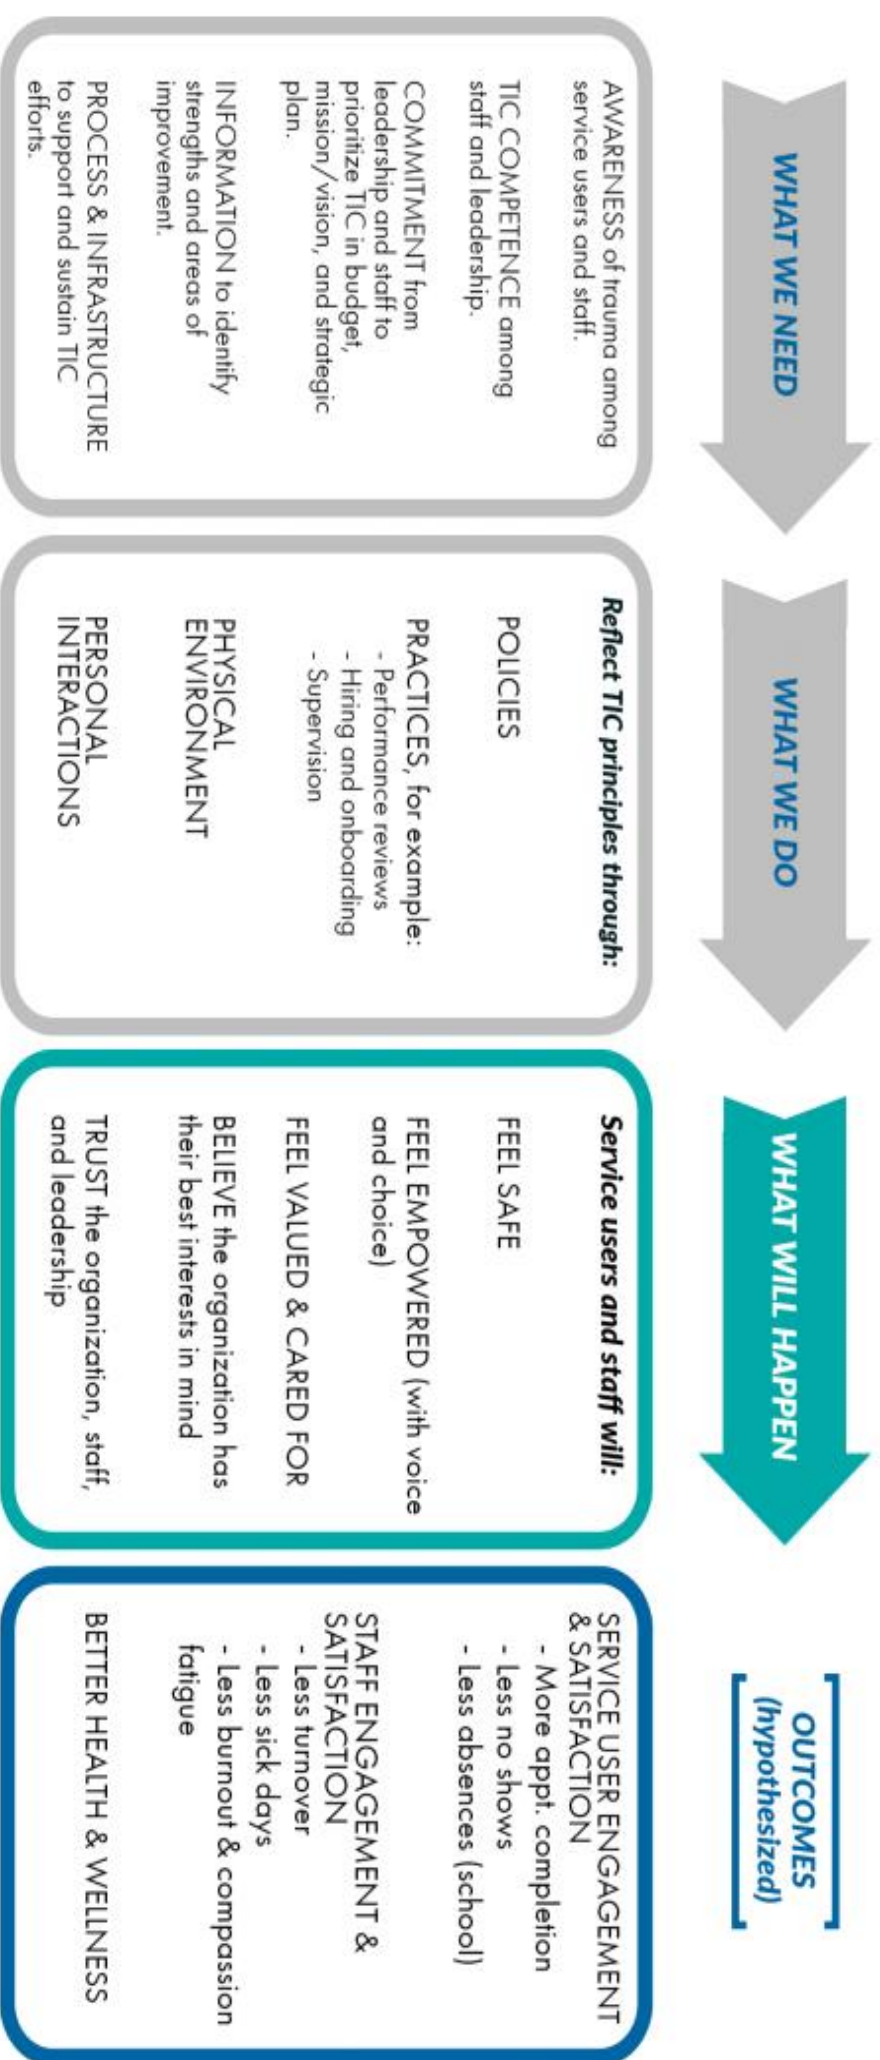 WHAT WE NEED
AWARENESS of trauma among
service users and staff.
TIC COMPETENCE among
staff and leadership.
COMMITMENT from
leadership and staff to
prioritize TIC in budget,
mission/vision, and strategic
plan.
INFORMATION to identify
strengths and areas of
improvement.
PROCESS & INFRASTRUCTURE
to support and sustain TIC
efforts.
WHAT WE DO
Reflect TIC principles through:
POLICIES
PRACTICES, for example:
- Performance reviews
- Hiring and onboarding
- Supervision
PHYSICAL
ENVIRONMENT
PERSONAL
INTERACTIONS
WHAT WILL HAPPEN
Service users and staff will:
FEEL SAFE
FEEL EMPOWERED (with voice
and choice)
FEEL VALUED & CARED FOR
BELIEVE the organization has
their best interests in mind
TRUST the organization, staff,
and leadership
OUTCOMES
(hypothesized)
SERVICE USER ENGAGEMENT
& SATISFACTION
- More appt. completion
- Less no shows
- Less absences (school)
STAFF ENGAGEMENT &
SATISFACTION
- Less turnover
- Less sick days
- Less burnout & compassion
fatigue
BETTER HEALTH & WELLNESS